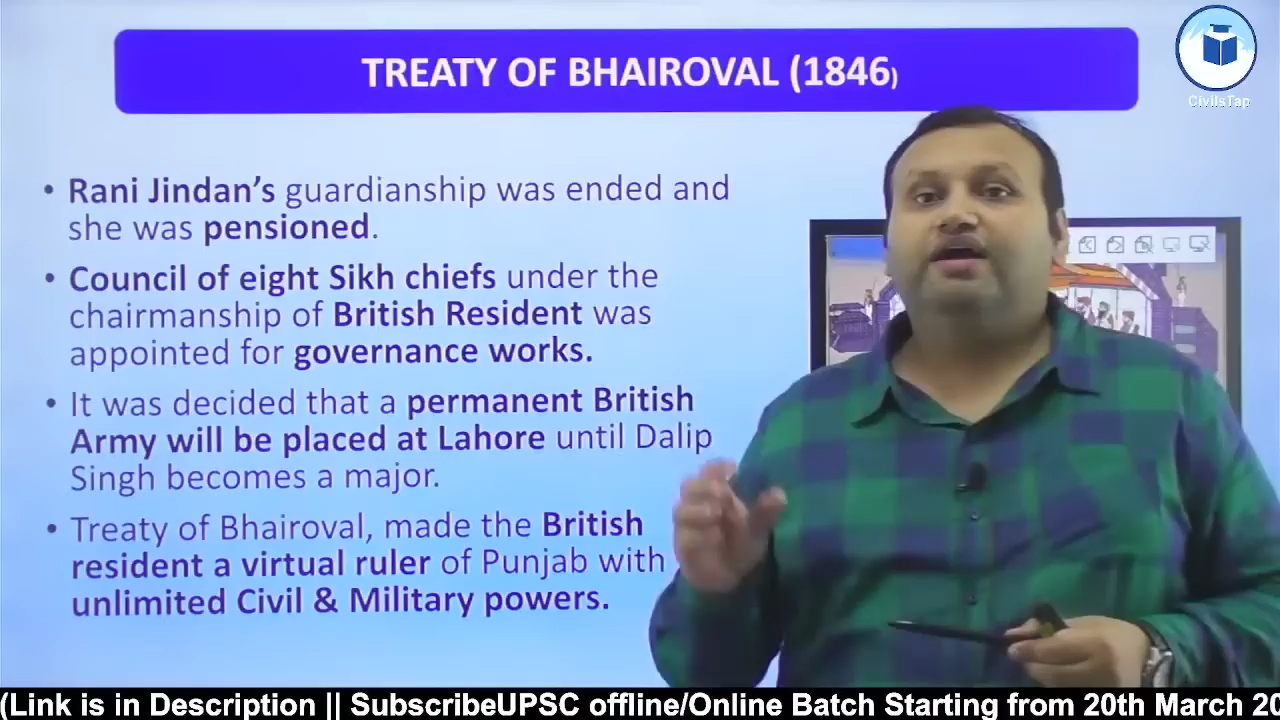 TREATY OF BHAIROVAL (1846)
CivilsTap
• Rani Jindan's guardianship was ended and
she was pensioned.
• Council of eight Sikh chiefs under the
chairmanship of British Resident was
appointed for governance works.
• It was decided that a permanent British
Army will be placed at Lahore until Dalip
Singh becomes a major.
• Treaty of Bhairoval, made the British
resident a virtual ruler of Punjab with
unlimited Civil & Military powers.
(Link is in Description || SubscribeUPSC offline/Online Batch Starting from 20th March 20